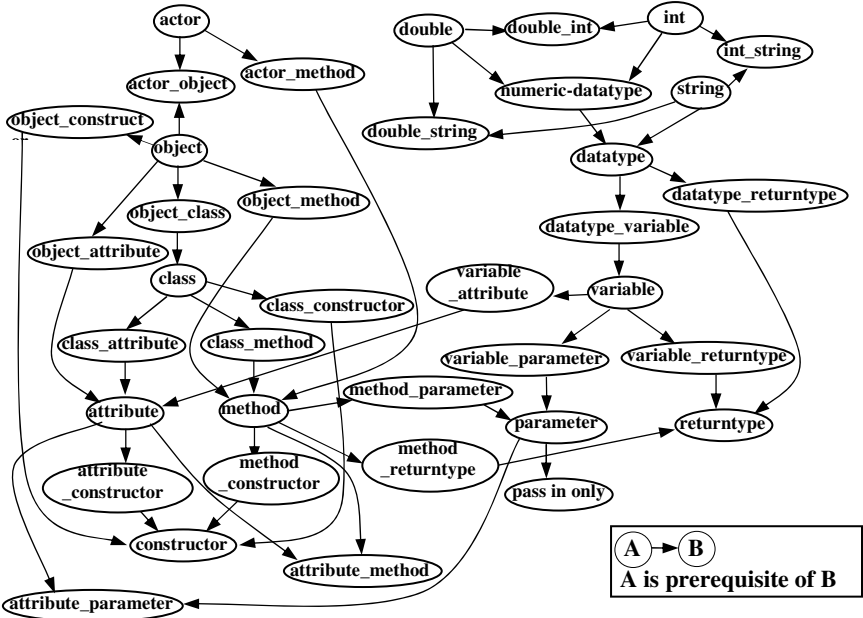 actor
double
double_int
int
int_string
actor_object
actor_method
numeric-datatype
string
object_construct
double_string
object
datatype
object_class
object_method
datatype_returntype
object_attribute
datatype_variable
class
variable
_attribute
variable
class_constructor
class_attribute
class_method
variable_parameter
variable_returntype
method_parameter
attribute
method
parameter
returntype
attribute
_constructor
method
_constructor
method
_returntype
pass in only
constructor
attribute_method
attribute_parameter
A
B
A is prerequisite of B